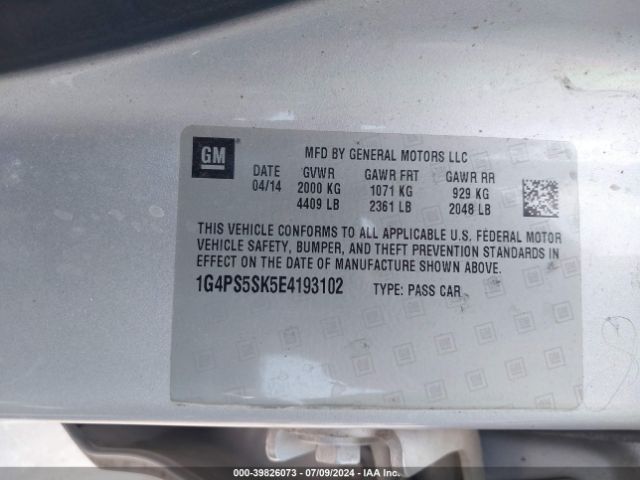 GM
MFD BY GENERAL MOTORS LLC
DATE GVWR GAWR FRT GAWR RR
04/14 2000 KG 1071 KG 929 KG
4409 LB 2361 LB 2048 LB
THIS VEHICLE CONFORMS TO ALL APPLICABLE U.S. FEDERAL MOTOR
VEHICLE SAFETY, BUMPER, AND THEFT PREVENTION STANDARDS IN
EFFECT ON THE DATE OF MANUFACTURE SHOWN ABOVE.
1G4PS5SK5E4193102 TYPE: PASS CAR
000-39826073 / 07/09/2024 - IAA Inc.